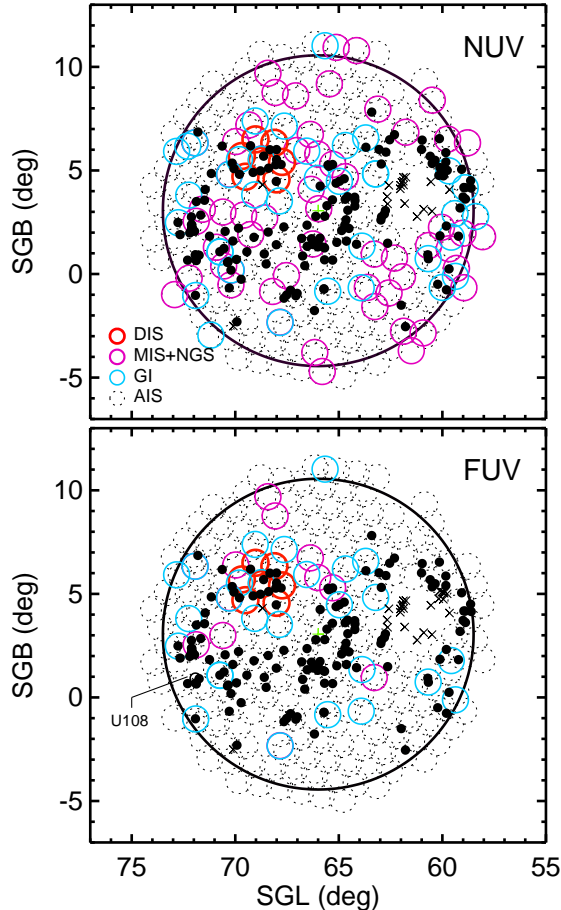 NUV
10
5
0
-5
SGB (deg)
DIS
MIS+NGS
GI
AIS
FUV
10
5
0
-5
SGB (deg)
U108
75 70 65 60 55
SGL (deg)